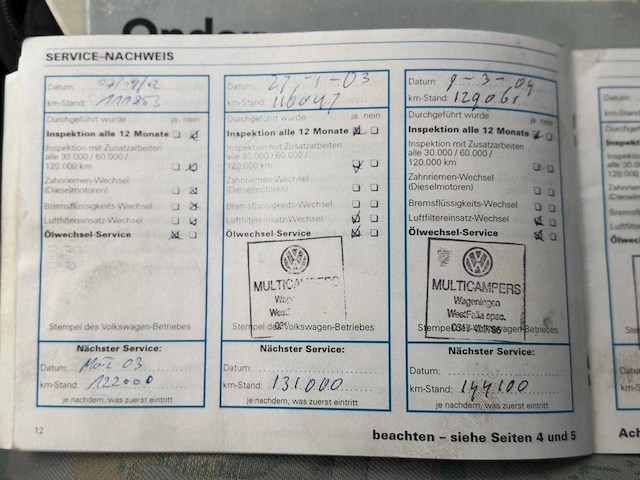 SERVICE–NACHWEIS
Datum:
km-Stand: 111853
Durchgeführt wurde ja nein
Inspektion alle 12 Monate
Inspektion mit Zusatzarbeiten
alle 30.000 / 60.000 /
120.000 km
Zahnriemen-Wechsel
(Dieselmotoren)
Bremsflüssigkeits-Wechsel
Luftfiltereinsatz-Wechsel
Ölwechsel-Service
Stempel des Volkswagen-Betriebes
Nächster Service:
Datum: 03
km-Stand: 122000
je nachdem, was zuerst eintritt
Datum: 27-1-03
km-Stand: 116047
Durchgeführt wurde ja nein
Inspektion alle 12 Monate
Inspektion mit Zusatzarbeiten
alle 30.000 / 60.000 /
120.000 km
Zahnriemen-Wechsel
(Dieselmotoren)
Bremsflüssigkeits-Wechsel
Luftfiltereinsatz-Wechsel
Ölwechsel-Service
MULTICAMPERS
Stempel des Volkswagen-Betriebes
Nächster Service:
Datum:
km-Stand: 131000
je nachdem, was zuerst eintritt
Datum: 9-3-04
km-Stand: 129061
Durchgeführt wurde ja nein
Inspektion alle 12 Monate
Inspektion mit Zusatzarbeiten
alle 30.000 / 60.000 /
120.000 km
Zahnriemen-Wechsel
(Dieselmotoren)
Bremsflüssigkeits-Wechsel
Luftfiltereinsatz-Wechsel
Ölwechsel-Service
MULTICAMPERS
Wageningen
Westfalia spec.
Stempel des Volkswagen-Betriebes
Nächster Service:
Datum:
km-Stand: 144100
je nachdem, was zuerst eintritt
12
beachten – siehe Seiten 4 und 5